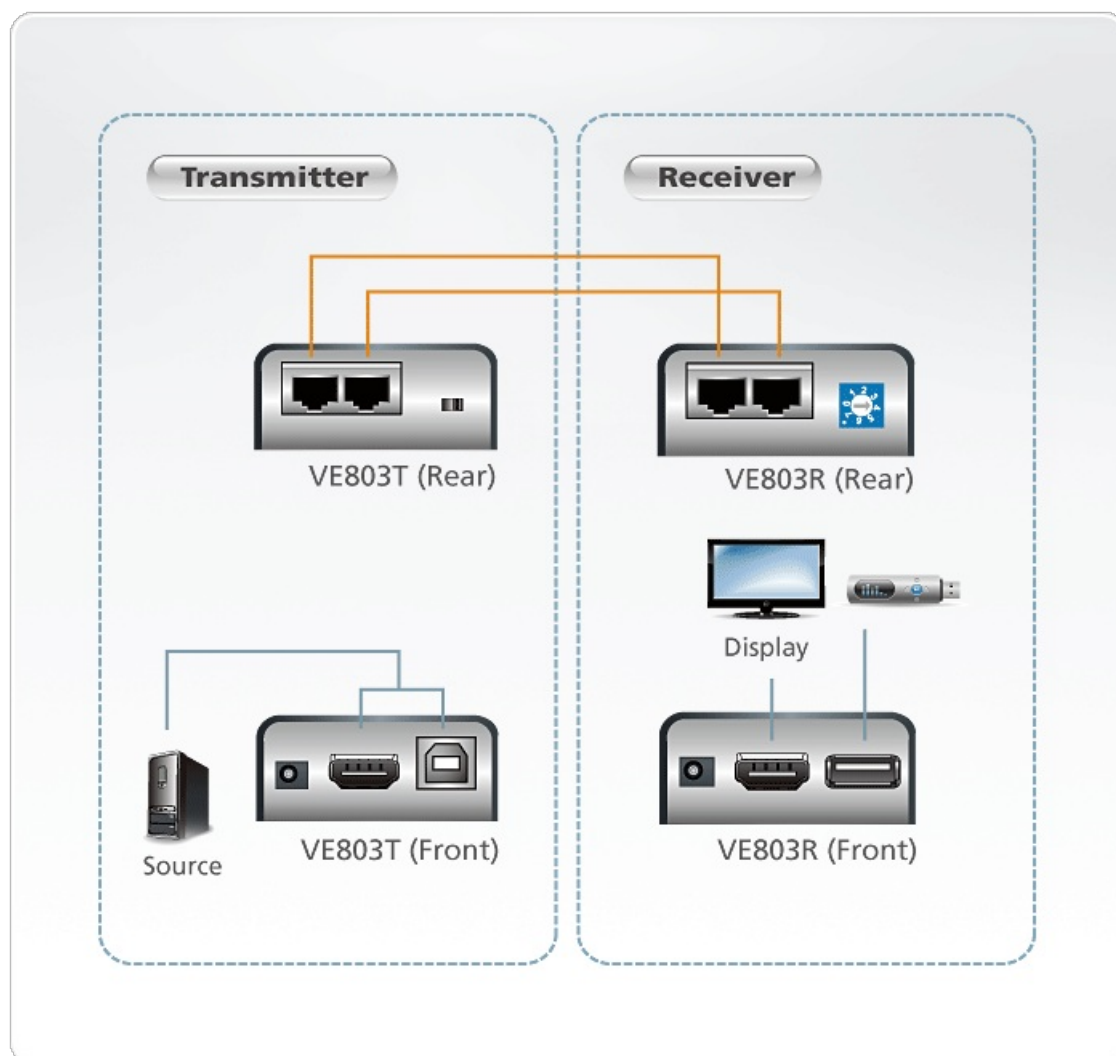 Transmitter
Receiver
VE803T (Rear)
VE803R (Rear)
Display
Source
VE803T (Front)
VE803R (Front)